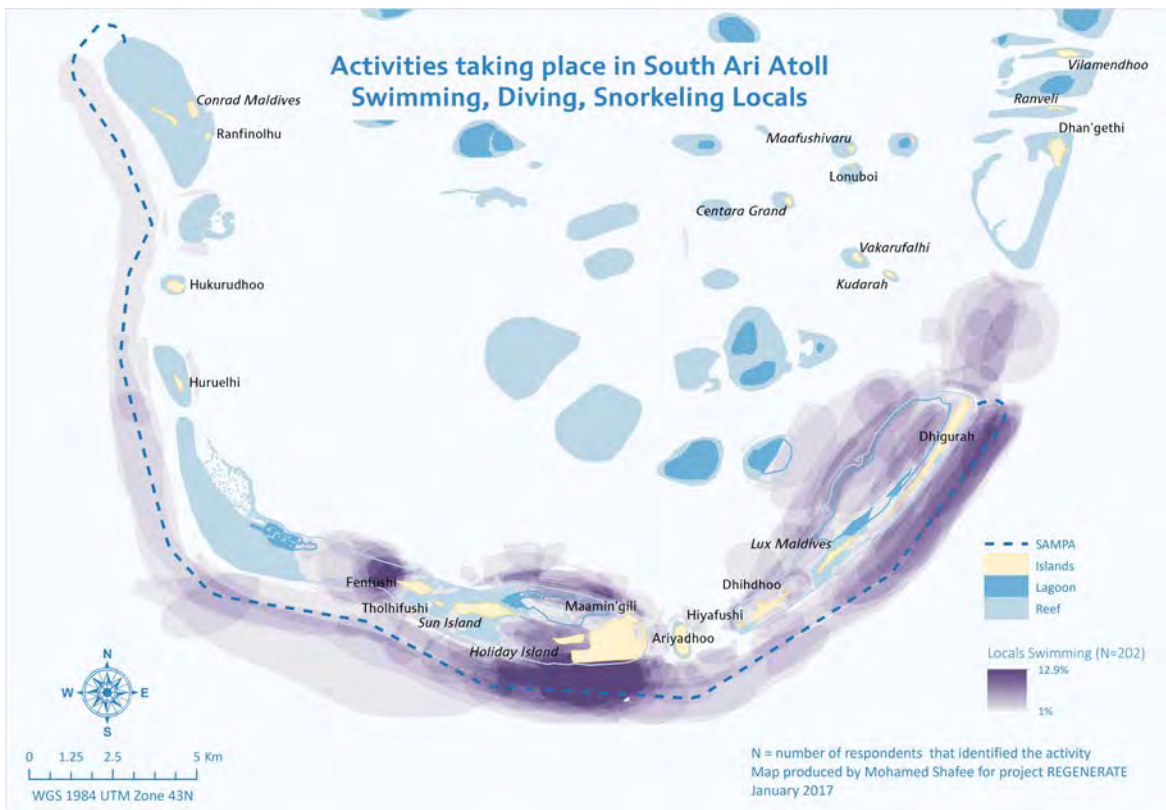 Activities taking place in South Ari Atoll
Swimming, Diving, Snorkeling Locals
Vilamendhoo
Conrad Maldives
Ranveli
Ranfinolhu
Dhan'gethi
Maafushivaru
Lonuboi
Centara Grand
Vakarufalhi
Kudarah
Hukurudhoo
Huruelhi
Dhigurah
Lux Maldives
Fenfushi
Dhihdhoo
Tholhifushi
Maamin'gili
Hiyafushi
Sun Island
Ariyadhoo
Holiday Island
SAMPA
Islands
Lagoon
Reef
Locals Swimming (N=202)
12.9%
1%
N
W
E
S
0 1.25 2.5 5 Km
WGS 1984 UTM Zone 43N
N = number of respondents that identified the activity
Map produced by Mohamed Shafee for project REGENERATE
January 2017